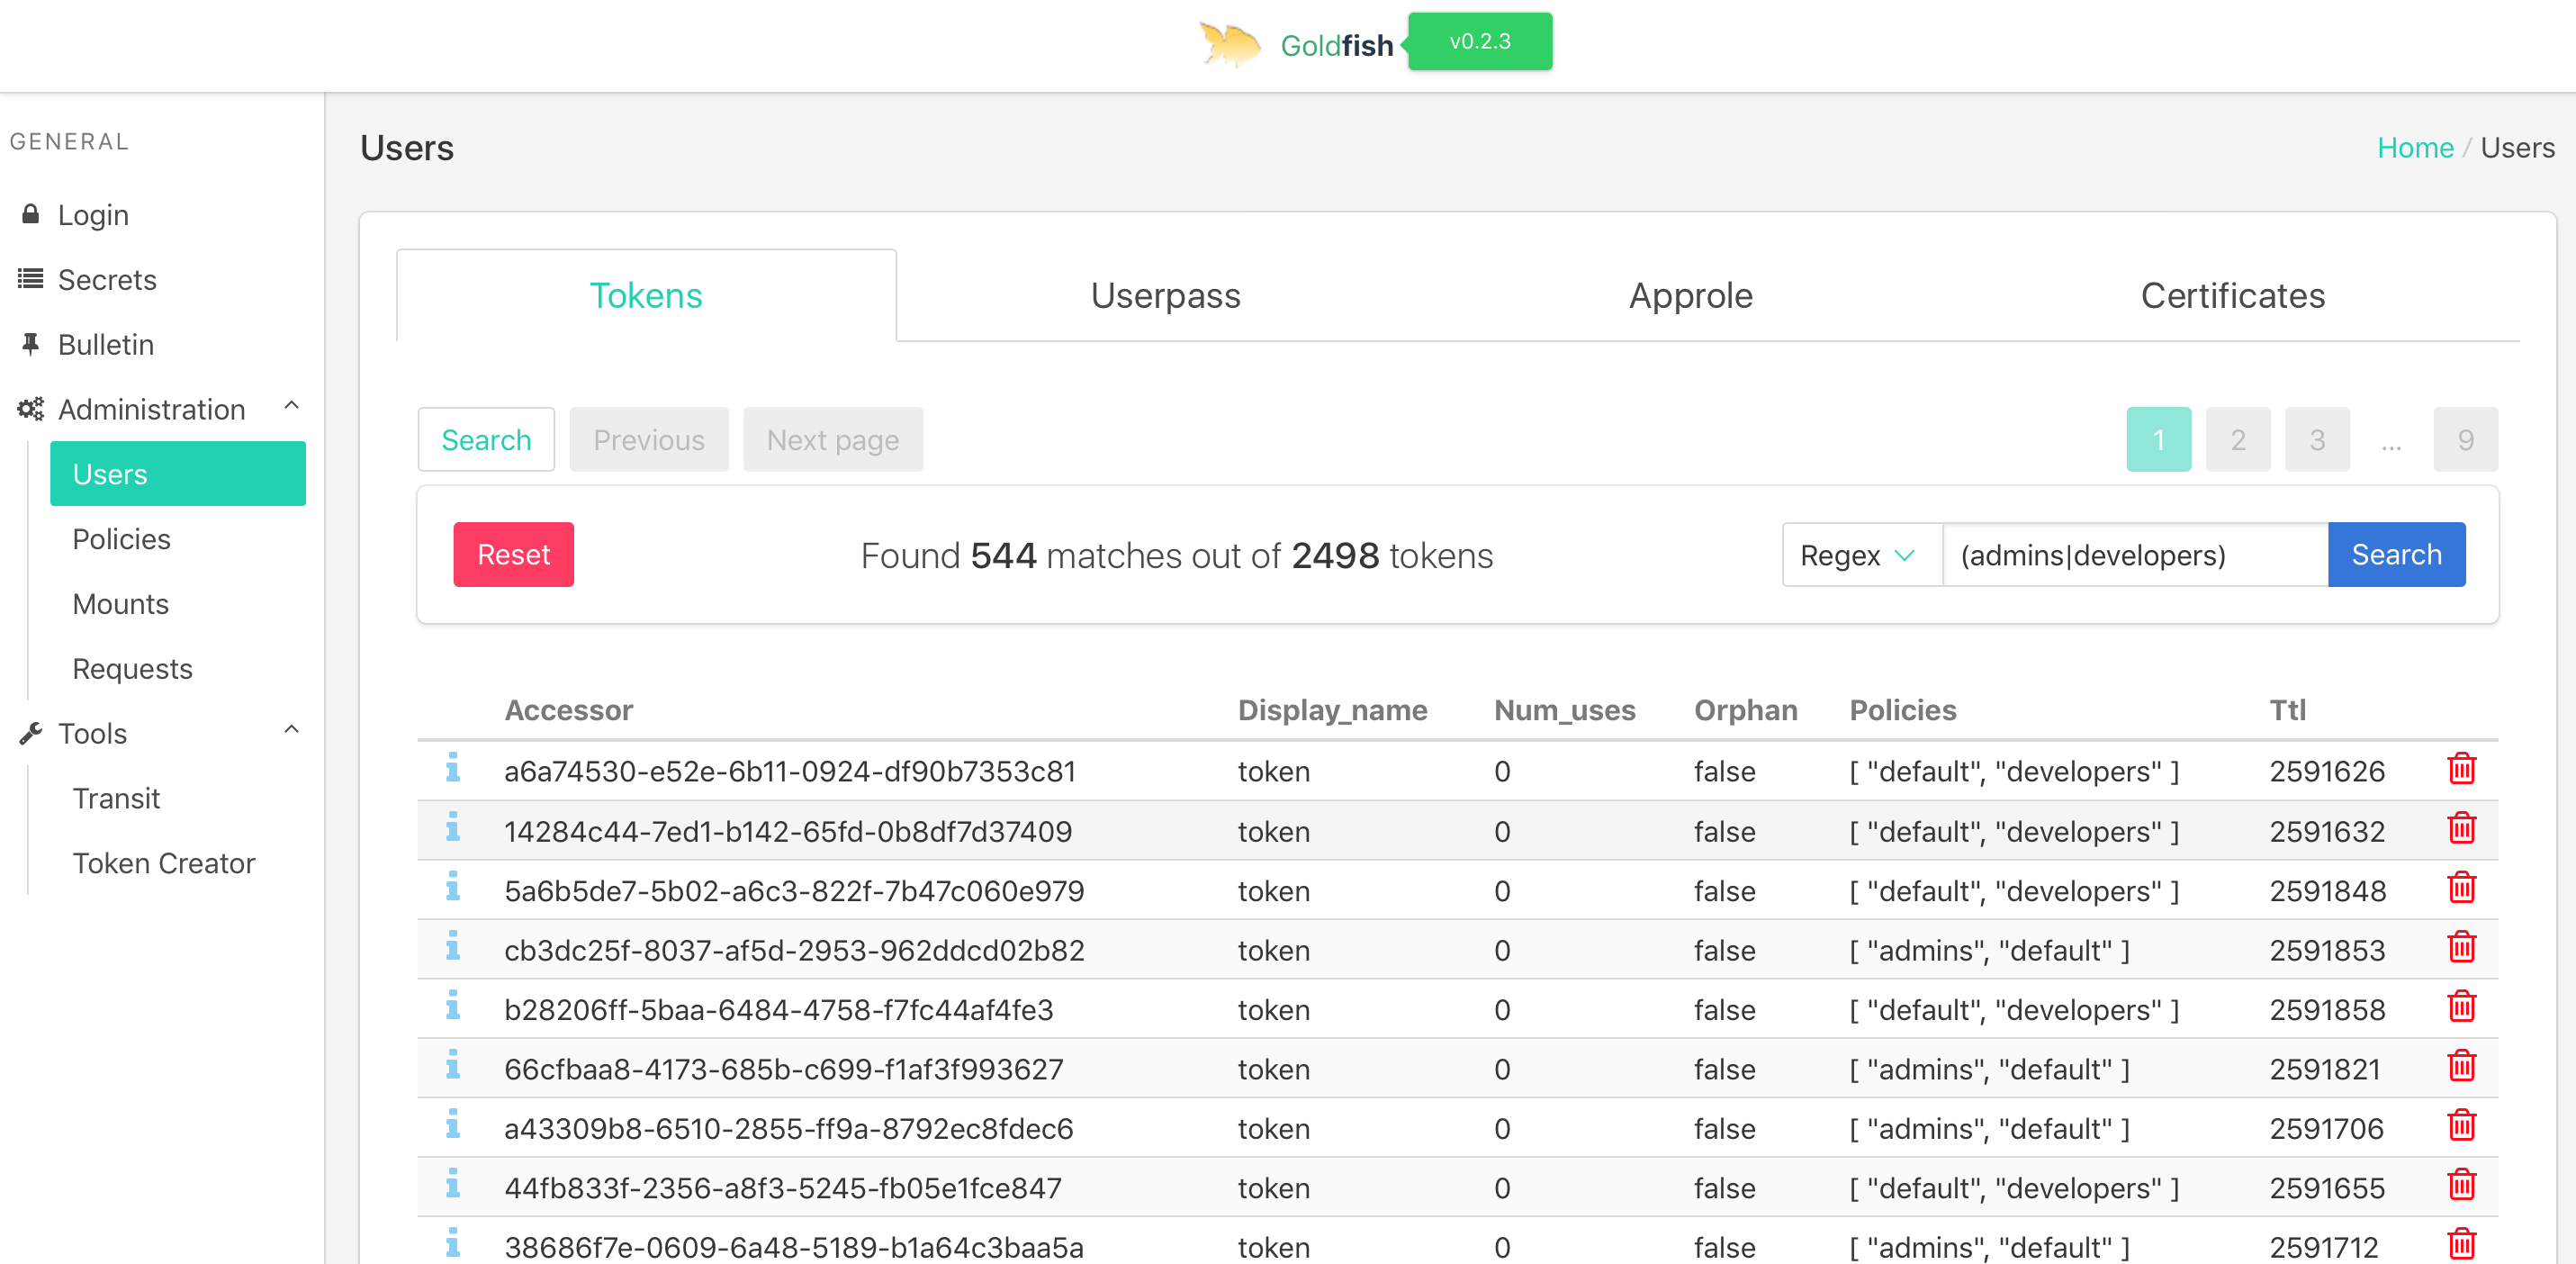 Goldfish v0.2.3
GENERAL
Login
Secrets
Bulletin
Administration
Users
Policies
Mounts
Requests
Tools
Transit
Token Creator
Users
Home / Users
Tokens Userpass Approle Certificates
Search Previous Next page 1 2 3 ... 9
Reset Found 544 matches out of 2498 tokens Regex (admins|developers) Search
Accessor Display_name Num_uses Orphan Policies Ttl
a6a74530-e52e-6b11-0924-df90b7353c81 token 0 false [ "default", "developers" ] 2591626
14284c44-7ed1-b142-65fd-0b8df7d37409 token 0 false [ "default", "developers" ] 2591632
5a6b5de7-5b02-a6c3-822f-7b47c060e979 token 0 false [ "default", "developers" ] 2591848
cb3dc25f-8037-af5d-2953-962ddcd02b82 token 0 false [ "admins", "default" ] 2591853
b28206ff-5baa-6484-4758-f7fc44af4fe3 token 0 false [ "default", "developers" ] 2591858
66cfbaa8-4173-685b-c699-f1af3f993627 token 0 false [ "admins", "default" ] 2591821
a43309b8-6510-2855-ff9a-8792ec8fdec6 token 0 false [ "admins", "default" ] 2591706
44fb833f-2356-a8f3-5245-fb05e1fce847 token 0 false [ "default", "developers" ] 2591655
38686f7e-0609-6a48-5189-b1a64c3baa5a token 0 false [ "admins", "default" ] 2591712